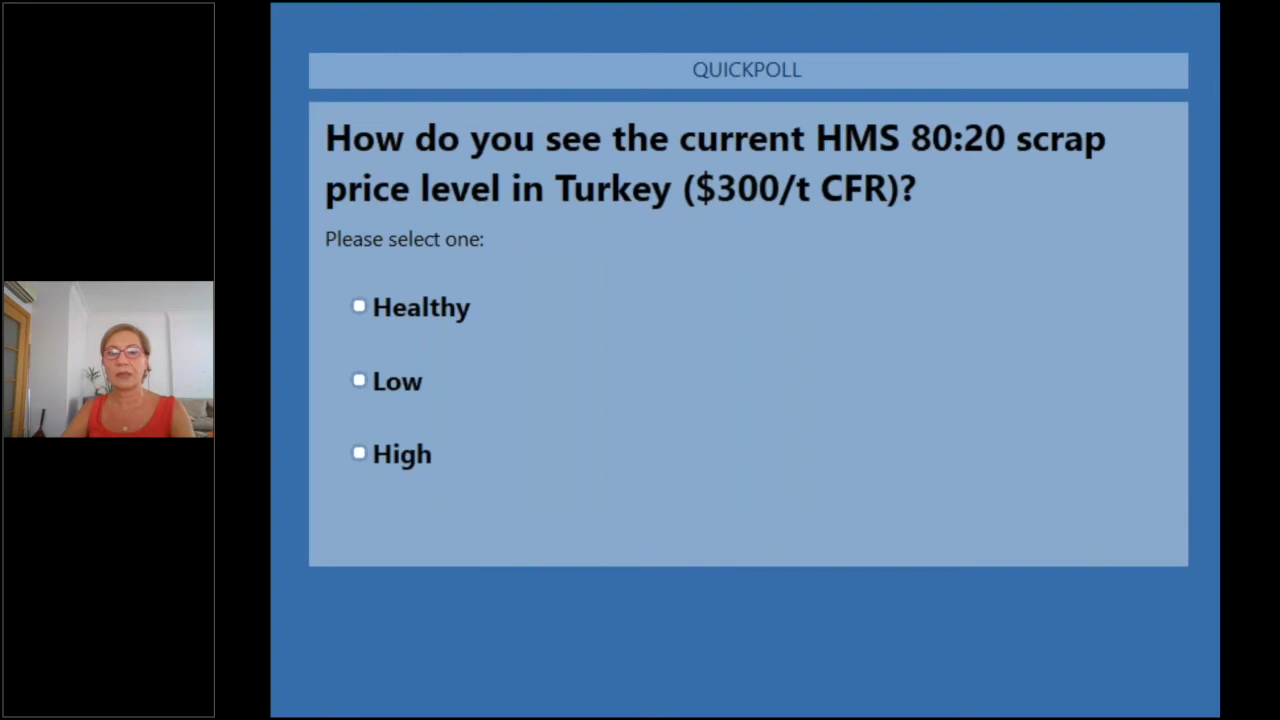 QUICKPOLL
How do you see the current HMS 80:20 scrap
price level in Turkey ($300/t CFR)?
Please select one:
Healthy
Low
High